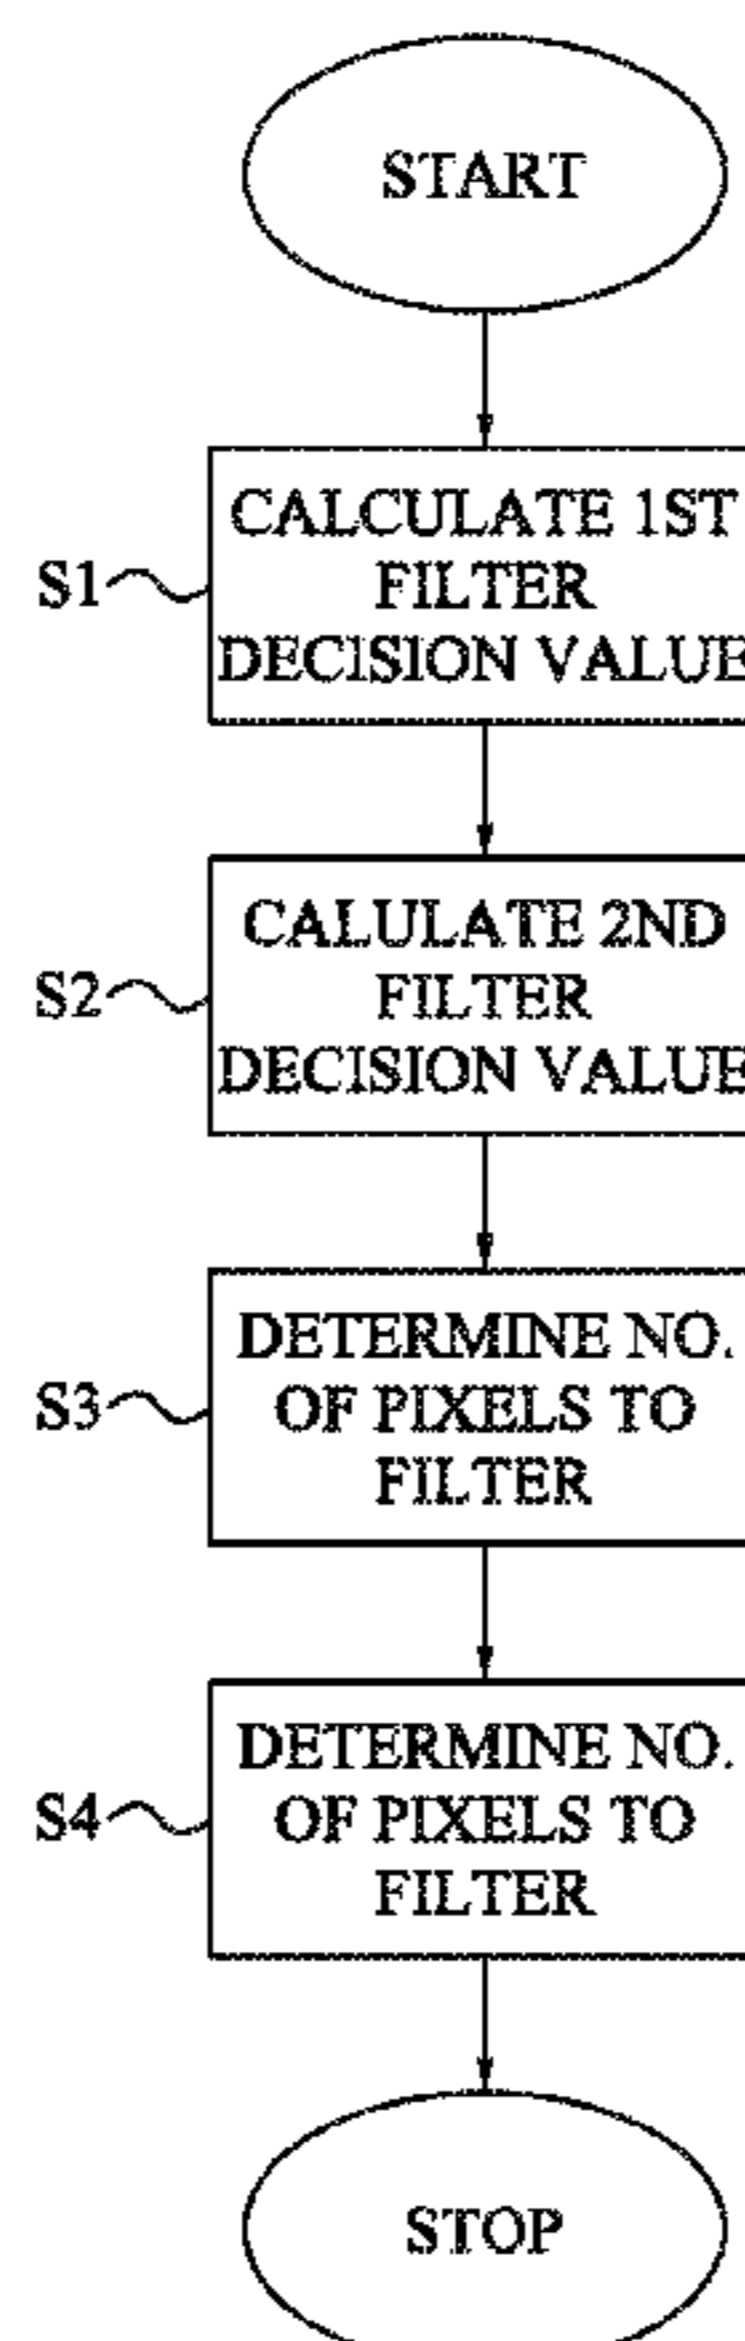 START
CALCULATE 1ST
S1 FILTER
DECISION VALUE
CALULATE 2ND
S2 FILTER
DECISION VALUE
DETERMINE NO.
S3 OF PIXELS TO
FILTER
DETERMINE NO.
S4 OF PIXELS TO
FILTER
STOP